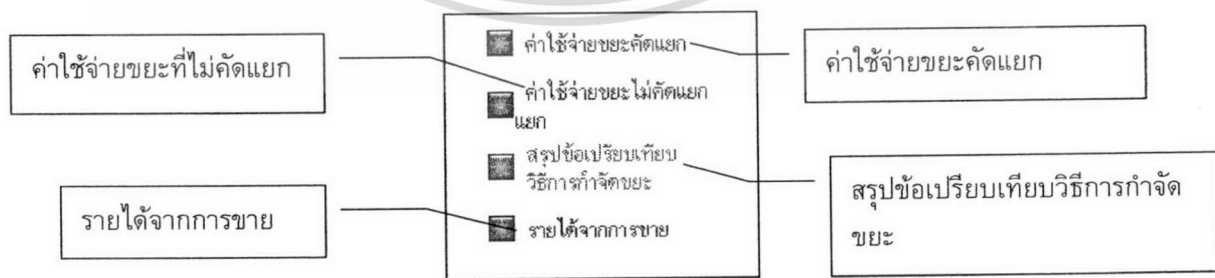 ค่าใช้จ่ายขยะที่ไม่คัดแยก
รายได้จากการขาย
ค่าใช้จ่ายขยะคัดแยก
ค่าใช้จ่ายขยะไม่คัดแยก
แยก
สรุปข้อเปรียบเทียบ
วิธีการกำจัดขยะ
รายได้จากการขาย
ค่าใช้จ่ายขยะคัดแยก
สรุปข้อเปรียบเทียบวิธีการกำจัด
ขยะ